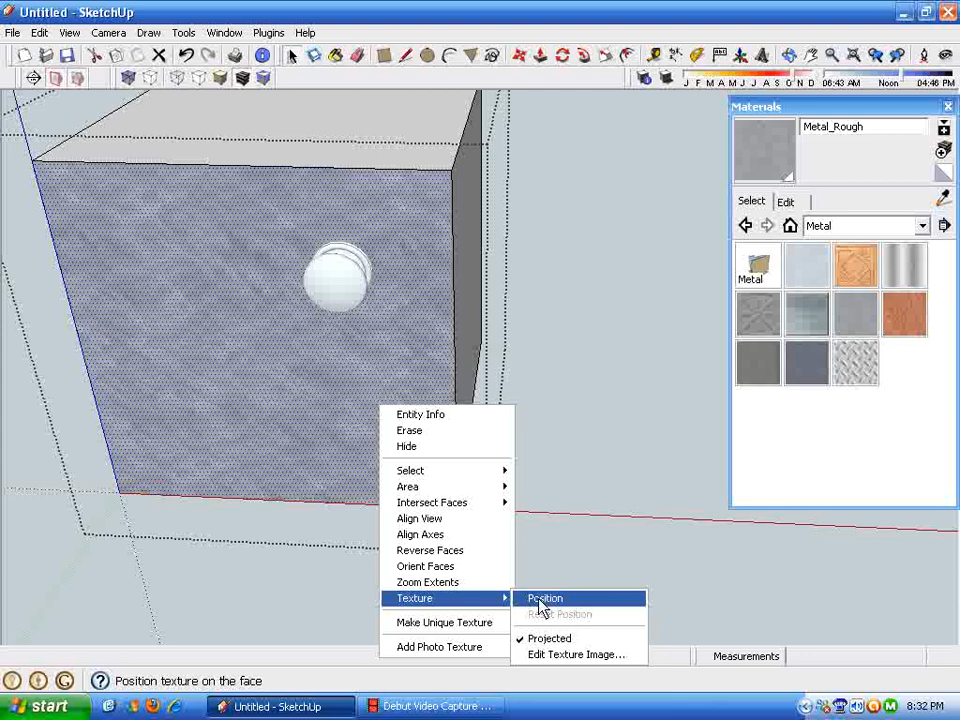 Untitled - SketchUp
File Edit View Camera Draw Tools Window Plugins Help
J F M A M J J A S O N D 06:43 AM Noon 04:46 PM
Materials
Metal_Rough
Select Edit
Metal
Metal
Entity Info
Erase
Hide
Select
Area
Intersect Faces
Align View
Align Axes
Reverse Faces
Orient Faces
Zoom Extents
Texture
Position
Reset Position
Make Unique Texture
Projected
Add Photo Texture
Edit Texture Image...
Measurements
Position texture on the face
start
Untitled - SketchUp
Debut Video Capture ...
8:32 PM